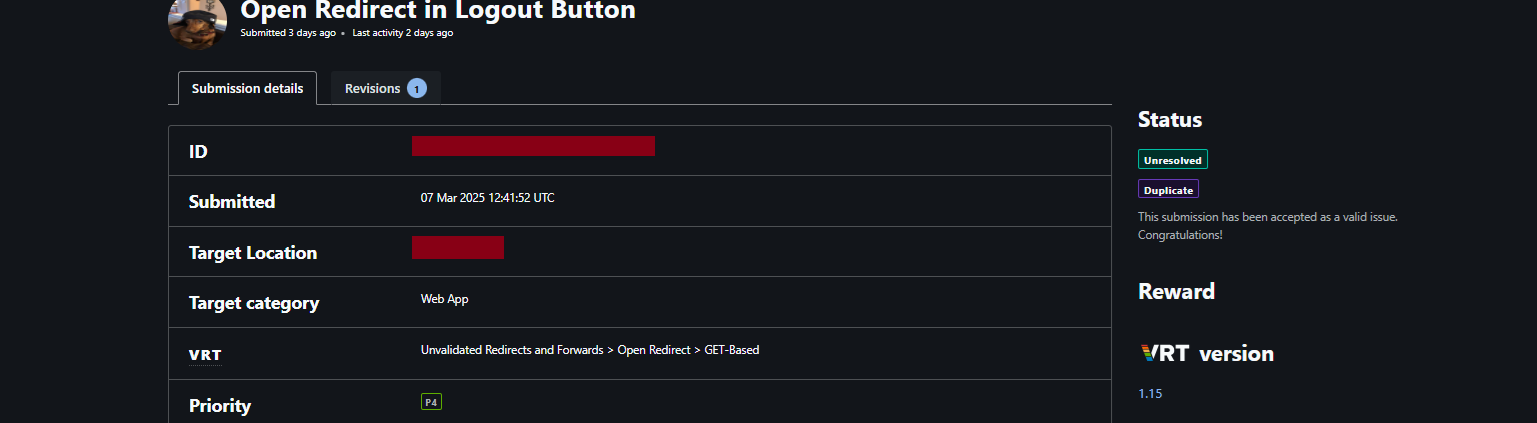 Open Redirect in Logout Button
Submitted 3 days ago • Last activity 2 days ago
Submission details
Revisions 1
ID
Submitted
07 Mar 2025 12:41:52 UTC
Target Location
Target category
Web App
VRT
Unvalidated Redirects and Forwards > Open Redirect > GET-Based
Priority
P4
Status
Unresolved
Duplicate
This submission has been accepted as a valid issue.
Congratulations!
Reward
VRT version
1.15